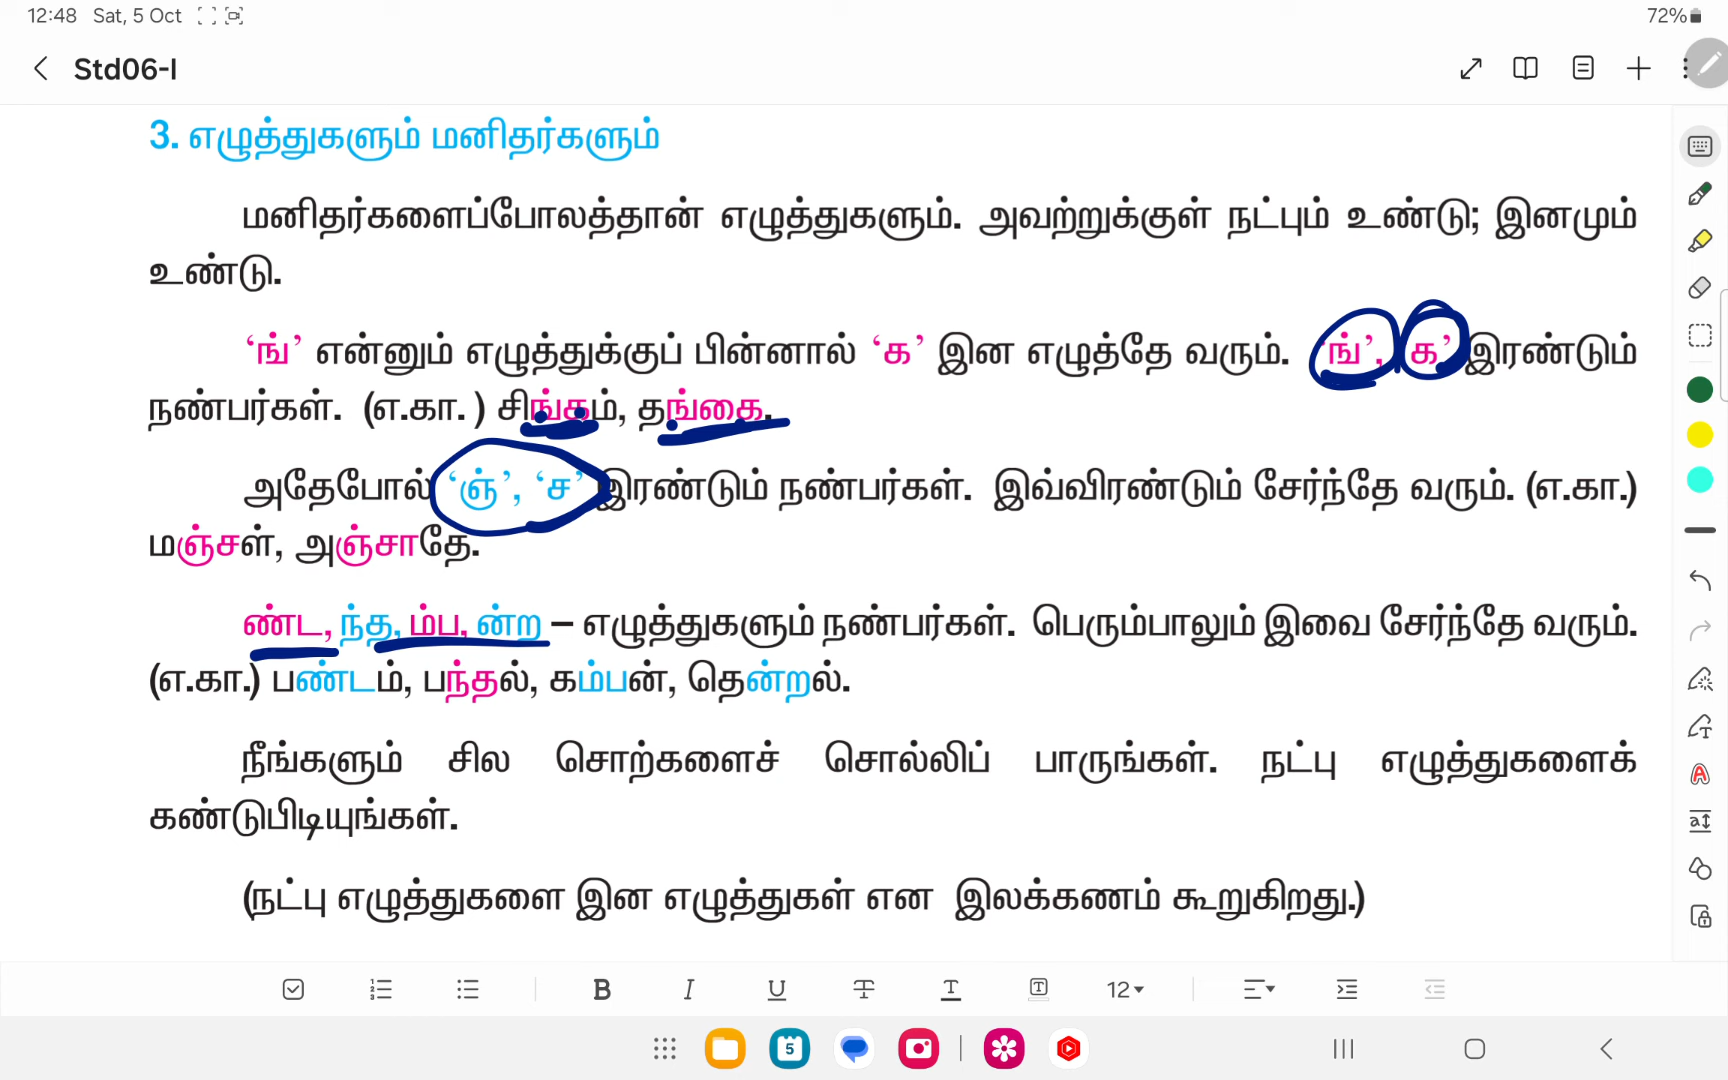 12:48 Sat, 5 Oct 72%
Std06-I
3. எழுத்துகளும் மனிதர்களும்
மனிதர்களைப்போலத்தான் எழுத்துகளும். அவற்றுக்குள் நட்பும் உண்டு; இனமும்
உண்டு.
‘ங்’ என்னும் எழுத்துக்குப் பின்னால் ‘க’ இன எழுத்தே வரும். ‘ங்’, ‘க’ இரண்டும்
நண்பர்கள். (எ.கா. ) சிங்கம், தங்கை.
அதேபோல் ‘ஞ்’, ‘ச’ இரண்டும் நண்பர்கள். இவ்விரண்டும் சேர்ந்தே வரும். (எ.கா.)
மஞ்சள், அஞ்சாதே.
ண்ட, ந்த, ம்ப, ன்ற – எழுத்துகளும் நண்பர்கள். பெரும்பாலும் இவை சேர்ந்தே வரும்.
(எ.கா.) பண்டம், பந்தல், கம்பன், தென்றல்.
நீங்களும் சில சொற்களைச் சொல்லிப் பாருங்கள். நட்பு எழுத்துகளைக்
கண்டுபிடியுங்கள்.
(நட்பு எழுத்துகளை இன எழுத்துகள் என இலக்கணம் கூறுகிறது.)
B I U T T T 12
5